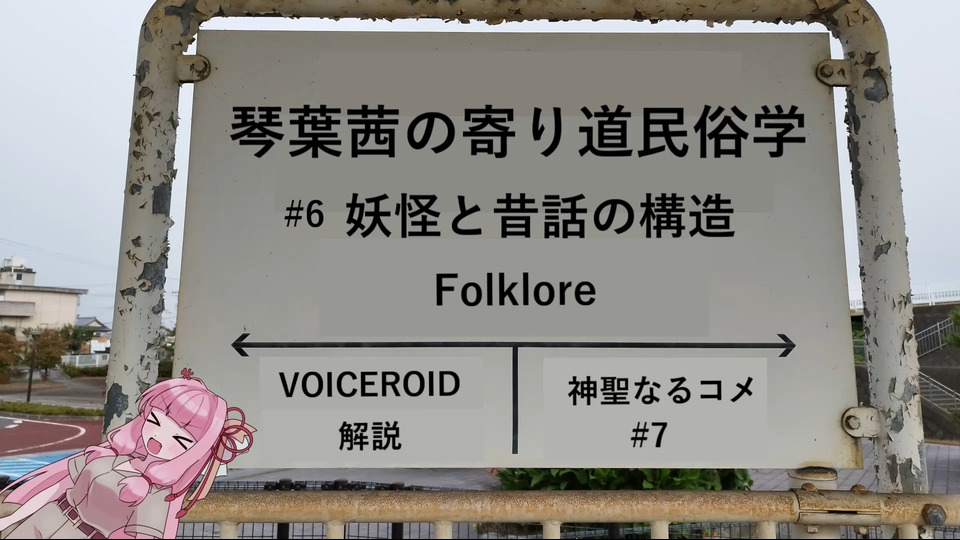 琴葉茜の寄り道民俗学
#6 妖怪と昔話の構造
Folklore
VOICEROID
解説
神聖なるコメ
#7